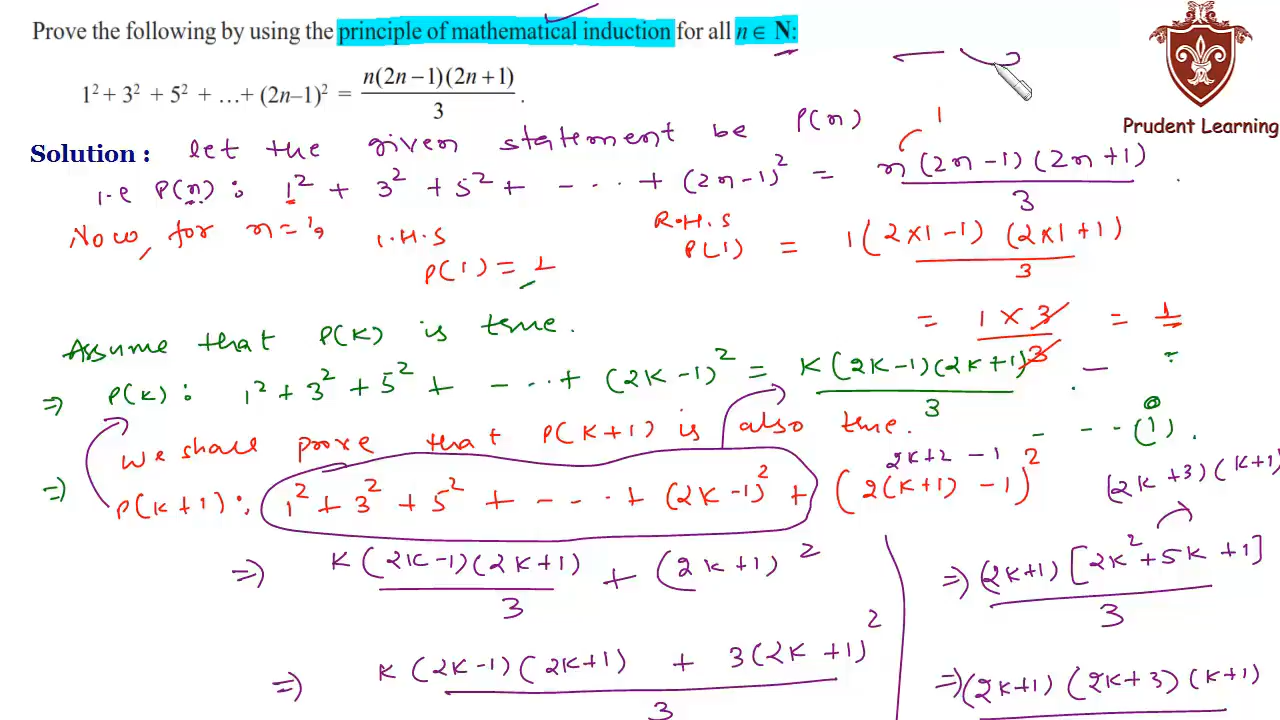 Prove the following by using the principle of mathematical induction for all n ∈ N:
1² + 3² + 5² + …+ (2n–1)² = n(2n−1)(2n+1) / 3 .
Prudent Learning
Solution : let the given statement be P(n)
i.e P(n) : 1² + 3² + 5² + - - - + (2n-1)² = n(2n-1)(2n+1) / 3 .
1
Now, for n=1, L.H.S R.H.S
P(1) = 1 P(1) = 1(2×1-1)(2×1+1) / 3
= 1×3 / 3 = 1
Assume that P(K) is true.
⇒ P(K) : 1² + 3² + 5² + - - - + (2K-1)² = K(2K-1)(2K+1) / 3 . - - - - (1).
We shall prove that P(K+1) is also true.
2K+2 -1
⇒ P(K+1) : 1² + 3² + 5² + - - - + (2K-1)² + (2(K+1) -1)²
⇒ K(2K-1)(2K+1) / 3 + (2K+1)²
⇒ K(2K-1)(2K+1) + 3(2K+1)² / 3
(2K+3)(K+1)
⇒ (2K+1)[2K²+5K+1] / 3
⇒ (2K+1)(2K+3)(K+1)